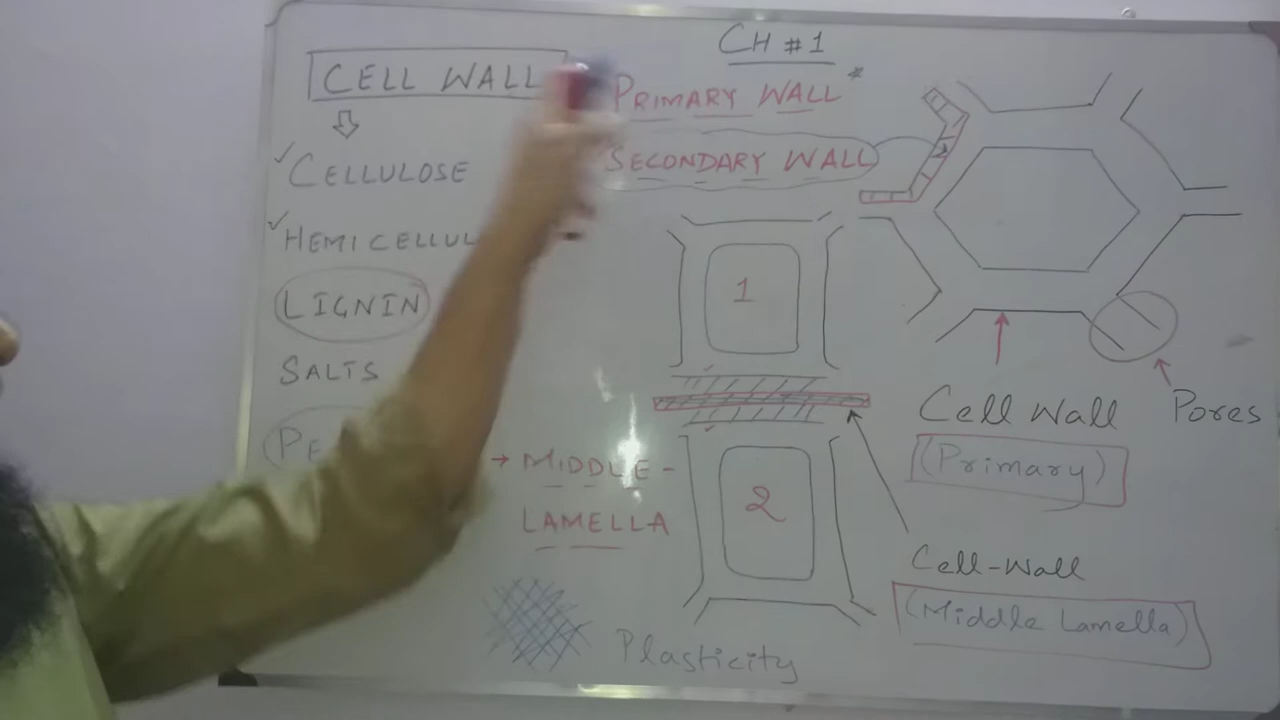 CH #1
CELL WALL
PRIMARY WALL *
SECONDARY WALL
CELLULOSE
LIGNIN
SALTS
1
2
→ MIDDLE-
LAMELLA
Plasticity
Cell Wall
(Primary)
Pores
Cell-Wall
(Middle Lamella)